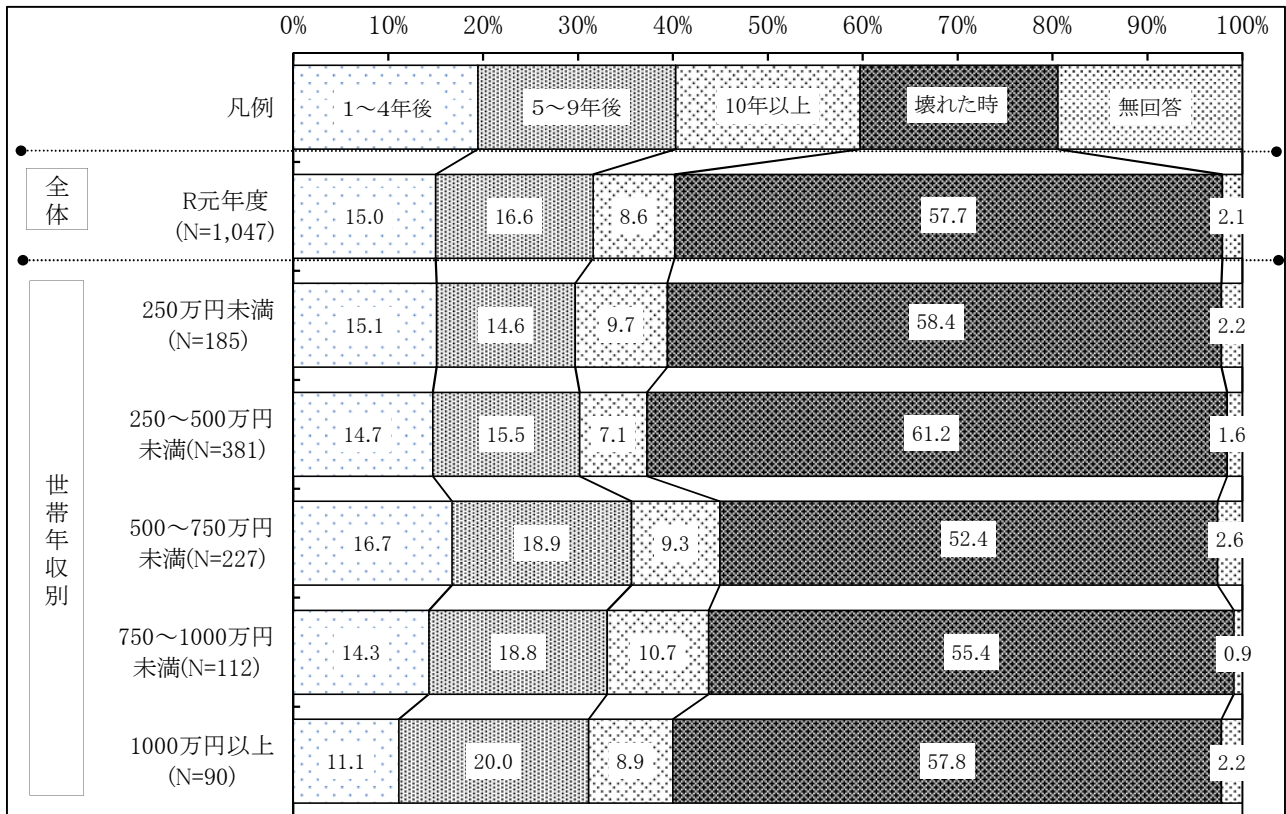 0% 10% 20% 30% 40% 50% 60% 70% 80% 90% 100%
凡例 1～4年後 5～9年後 10年以上 壊れた時 無回答
全体
R元年度
(N=1,047)
15.0 16.6 8.6 57.7 2.1
世帯年収別
250万円未満
(N=185)
15.1 14.6 9.7 58.4 2.2
250～500万円
未満(N=381)
14.7 15.5 7.1 61.2 1.6
500～750万円
未満(N=227)
16.7 18.9 9.3 52.4 2.6
750～1000万円
未満(N=112)
14.3 18.8 10.7 55.4 0.9
1000万円以上
(N=90)
11.1 20.0 8.9 57.8 2.2